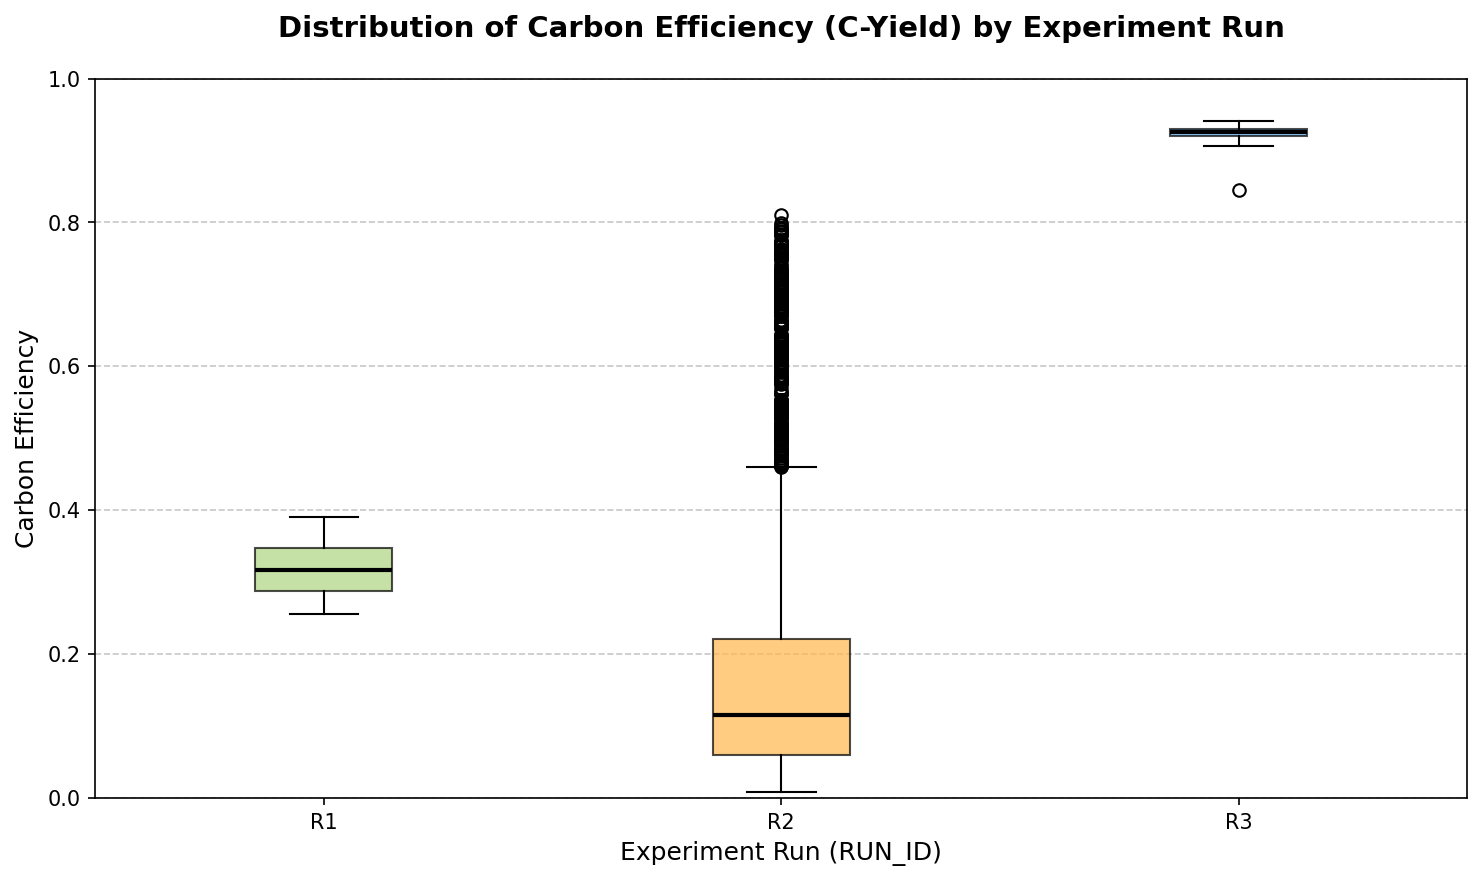 Distribution of Carbon Efficiency (C-Yield) by Experiment Run
Carbon Efficiency
1.0
0.8
0.6
0.4
0.2
0.0
R1 R2 R3
Experiment Run (RUN_ID)